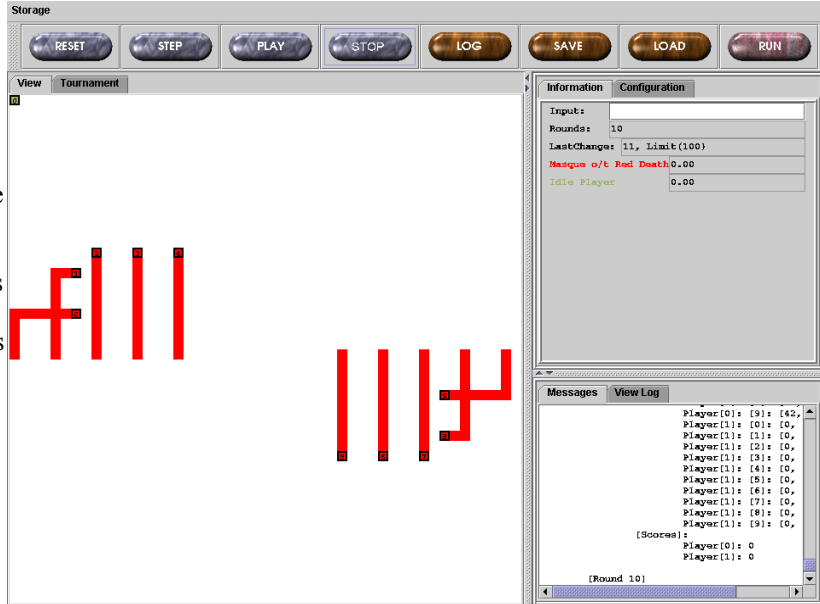 Storage
RESET STEP PLAY STOP LOG SAVE LOAD RUN
View Tournament
Information Configuration
Input:
Rounds: 10
LastChange: 11, Limit(100)
Masque o/t Red Death 0.00
Idle Player 0.00
e
s
s
Messages View Log
Player[0]: [9]: [42,
Player[1]: [0]: [0,
Player[1]: [1]: [0,
Player[1]: [2]: [0,
Player[1]: [3]: [0,
Player[1]: [4]: [0,
Player[1]: [5]: [0,
Player[1]: [6]: [0,
Player[1]: [7]: [0,
Player[1]: [8]: [0,
Player[1]: [9]: [0,
[Scores]:
Player[0]: 0
Player[1]: 0
[Round 10]